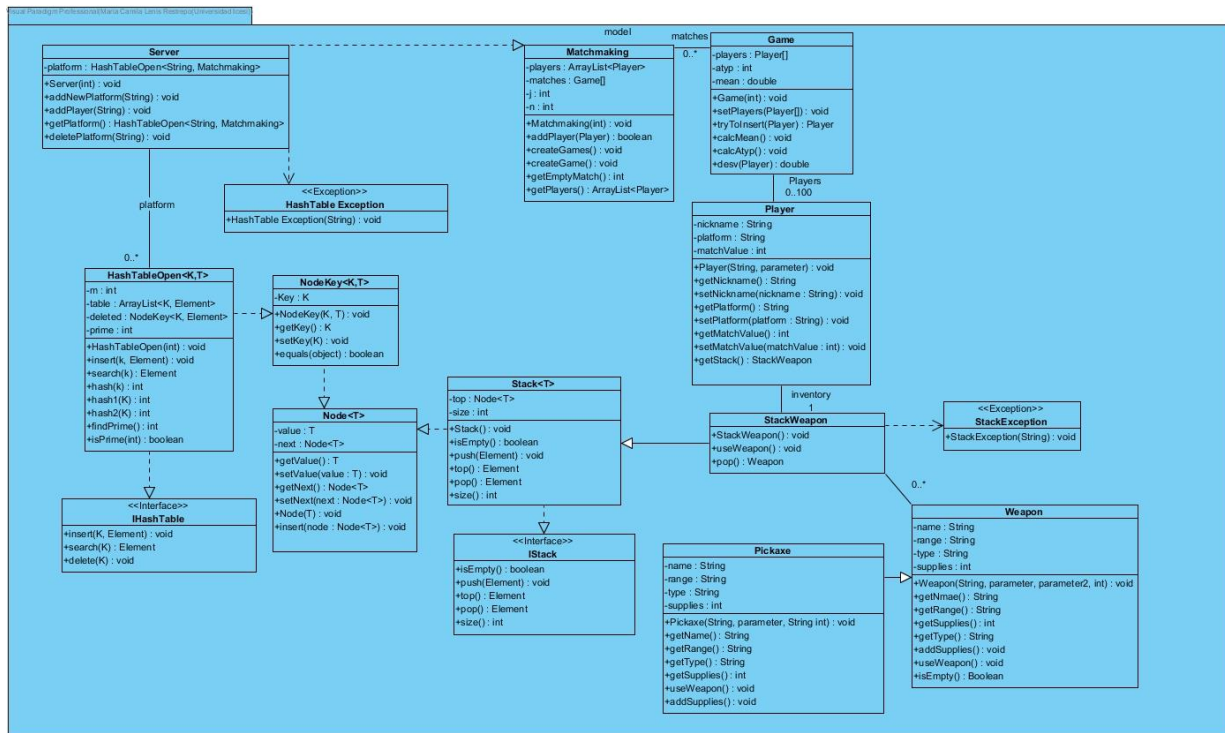 Visual Paradigm Professional(Maria Camila Lenis Restrepo(Universidad Icesi))
model
Server
-platform : HashTableOpen<String, Matchmaking>
+Server(int) : void
+addNewPlatform(String) : void
+addPlayer(String) : void
+getPlatform() : HashTableOpen<String, Matchmaking>
+deletePlatform(String) : void
Matchmaking
-players : ArrayList<Player>
-matches : Game[]
-j : int
-n : int
+Matchmaking(int) : void
+addPlayer(Player) : boolean
+createGames() : void
+createGame() : void
+getEmptyMatch() : int
+getPlayers() : ArrayList<Player>
matches
0..*
Game
-players : Player[]
-atyp : int
-mean : double
+Game(int) : void
+setPlayers(Player[]) : void
+tryToInsert(Player) : Player
+calcMean() : void
+calcAtyp() : void
+desv(Player) : double
Players
0..100
<<Exception>>
HashTable Exception
+HashTable Exception(String) : void
platform
0..*
Player
-nickname : String
-platform : String
-matchValue : int
+Player(String, parameter) : void
+getNickname() : String
+setNickname(nickname : String) : void
+getPlatform() : String
+setPlatform(platform : String) : void
+getMatchValue() : int
+setMatchValue(matchValue : int) : void
+getStack() : StackWeapon
HashTableOpen<K,T>
-m : int
-table : ArrayList<K, Element>
-deleted : NodeKey<K, Element>
-prime : int
+HashTableOpen(int) : void
+insert(k, Element) : void
+search(k) : Element
+hash(k) : int
+hash1(K) : int
+hash2(K) : int
+findPrime() : int
+isPrime(int) : boolean
NodeKey<K,T>
-Key : K
+NodeKey(K, T) : void
+getKey() : K
+setKey(K) : void
+equals(object) : boolean
Stack<T>
-top : Node<T>
-size : int
+Stack() : void
+isEmpty() : boolean
+push(Element) : void
+top() : Element
+pop() : Element
+size() : int
inventory
1
Node<T>
-value : T
-next : Node<T>
+getValue() : T
+setValue(value : T) : void
+getNext() : Node<T>
+setNext(next : Node<T>) : void
+Node(T) : void
+insert(node : Node<T>) : void
StackWeapon
+StackWeapon() : void
+useWeapon() : void
+pop() : Weapon
<<Exception>>
StackException
+StackException(String) : void
0..*
<<Interface>>
IHashTable
+insert(K, Element) : void
+search(K) : Element
+delete(K) : void
<<Interface>>
IStack
+isEmpty() : boolean
+push(Element) : void
+top() : Element
+pop() : Element
+size() : int
Pickaxe
-name : String
-range : String
-type : String
-supplies : int
+Pickaxe(String, parameter, String int) : void
+getName() : String
+getRange() : String
+getType() : String
+getSupplies() : int
+useWeapon() : void
+addSupplies() : void
Weapon
-name : String
-range : String
-type : String
-supplies : int
+Weapon(String, parameter, parameter2, int) : void
+getNmae() : String
+getRange() : String
+getSupplies() : int
+getType() : String
+addSupplies() : void
+useWeapon() : void
+isEmpty() : Boolean